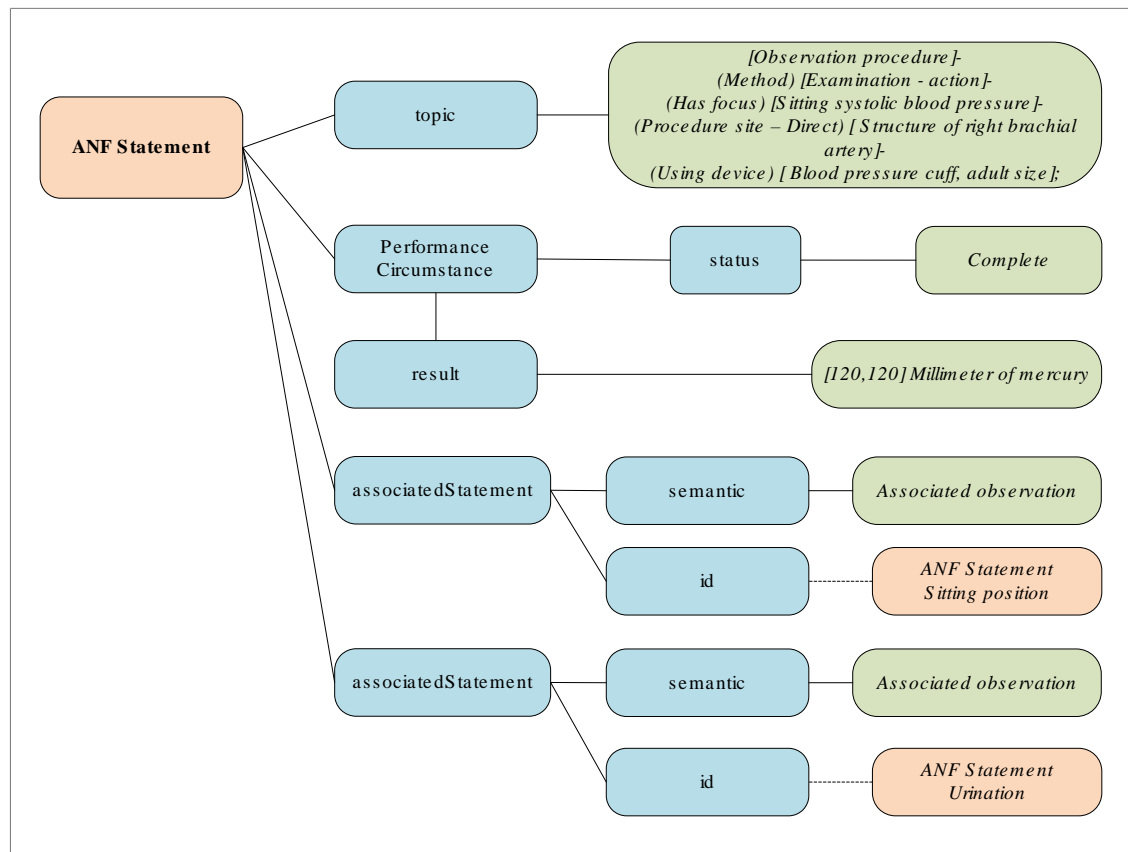 ANF Statement
topic
[Observation procedure]-
(Method) [Examination - action]-
(Has focus) [Sitting systolic blood pressure]-
(Procedure site – Direct) [ Structure of right brachial
artery]-
(Using device) [ Blood pressure cuff, adult size];
Performance
Circumstance
status
Complete
result
[120,120] Millimeter of mercury
associatedStatement
semantic
Associated observation
id
ANF Statement
Sitting position
associatedStatement
semantic
Associated observation
id
ANF Statement
Urination